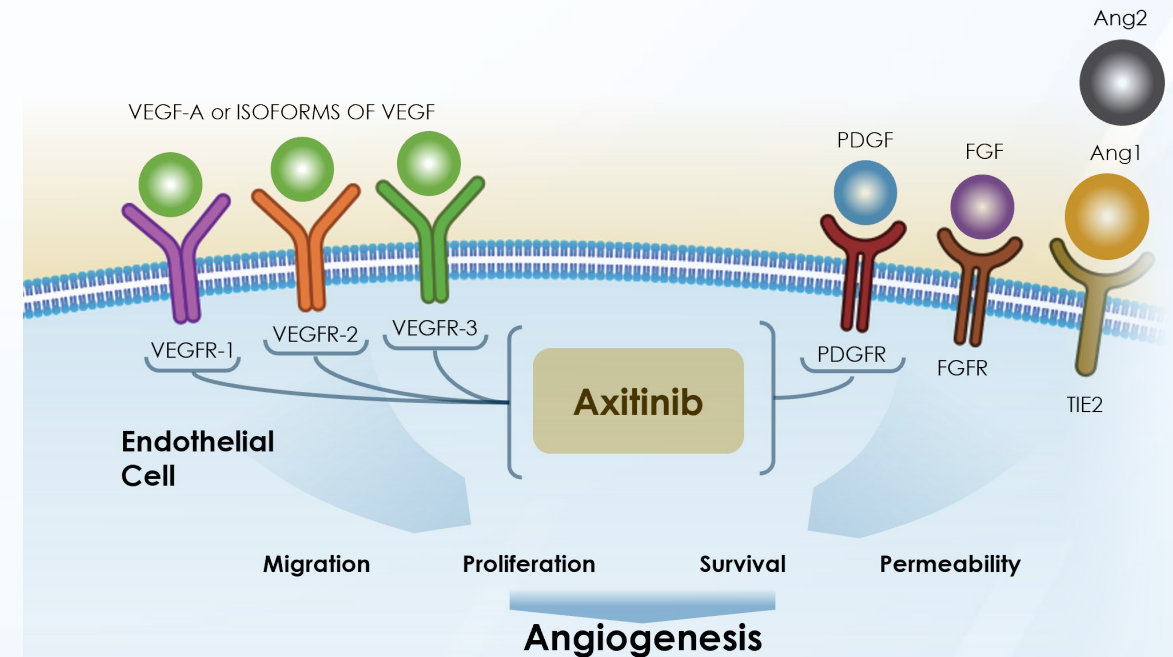 Ang2
VEGF-A or ISOFORMS OF VEGF
PDGF
FGF
Ang1
VEGFR-1
VEGFR-2
VEGFR-3
PDGFR
FGFR
TIE2
Axitinib
Endothelial
Cell
Migration
Proliferation
Survival
Permeability
Angiogenesis